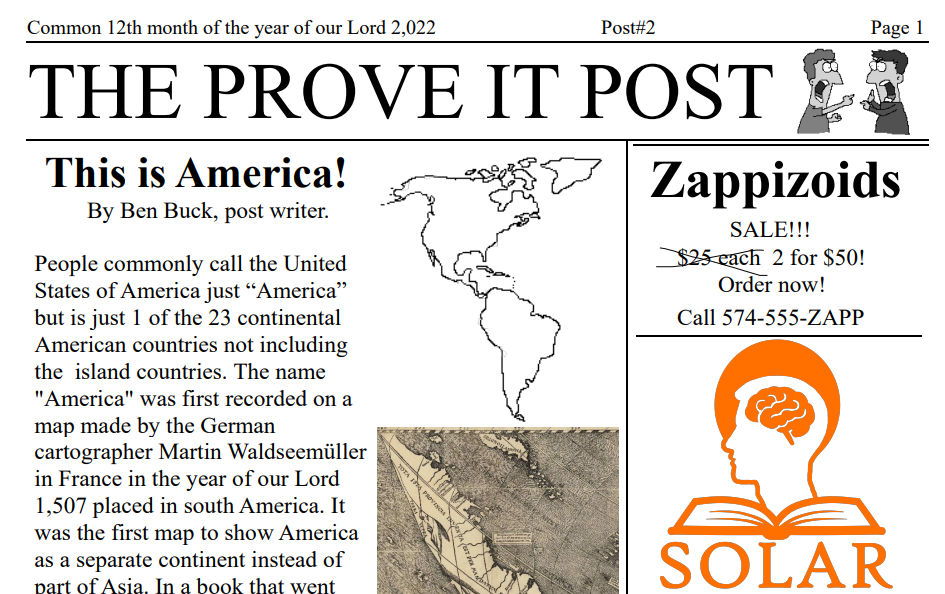 Common 12th month of the year of our Lord 2,022 Post#2 Page 1
THE PROVE IT POST
This is America!
By Ben Buck, post writer.
People commonly call the United
States of America just “America”
but is just 1 of the 23 continental
American countries not including
the  island countries. The name
"America" was first recorded on a
map made by the German
cartographer Martin Waldseemüller
in France in the year of our Lord
1,507 placed in south America. It
was the first map to show America
as a separate continent instead of
part of Asia. In a book that went
Zappizoids
SALE!!!
$25 each 2 for $50!
Order now!
Call 574-555-ZAPP
SOLAR